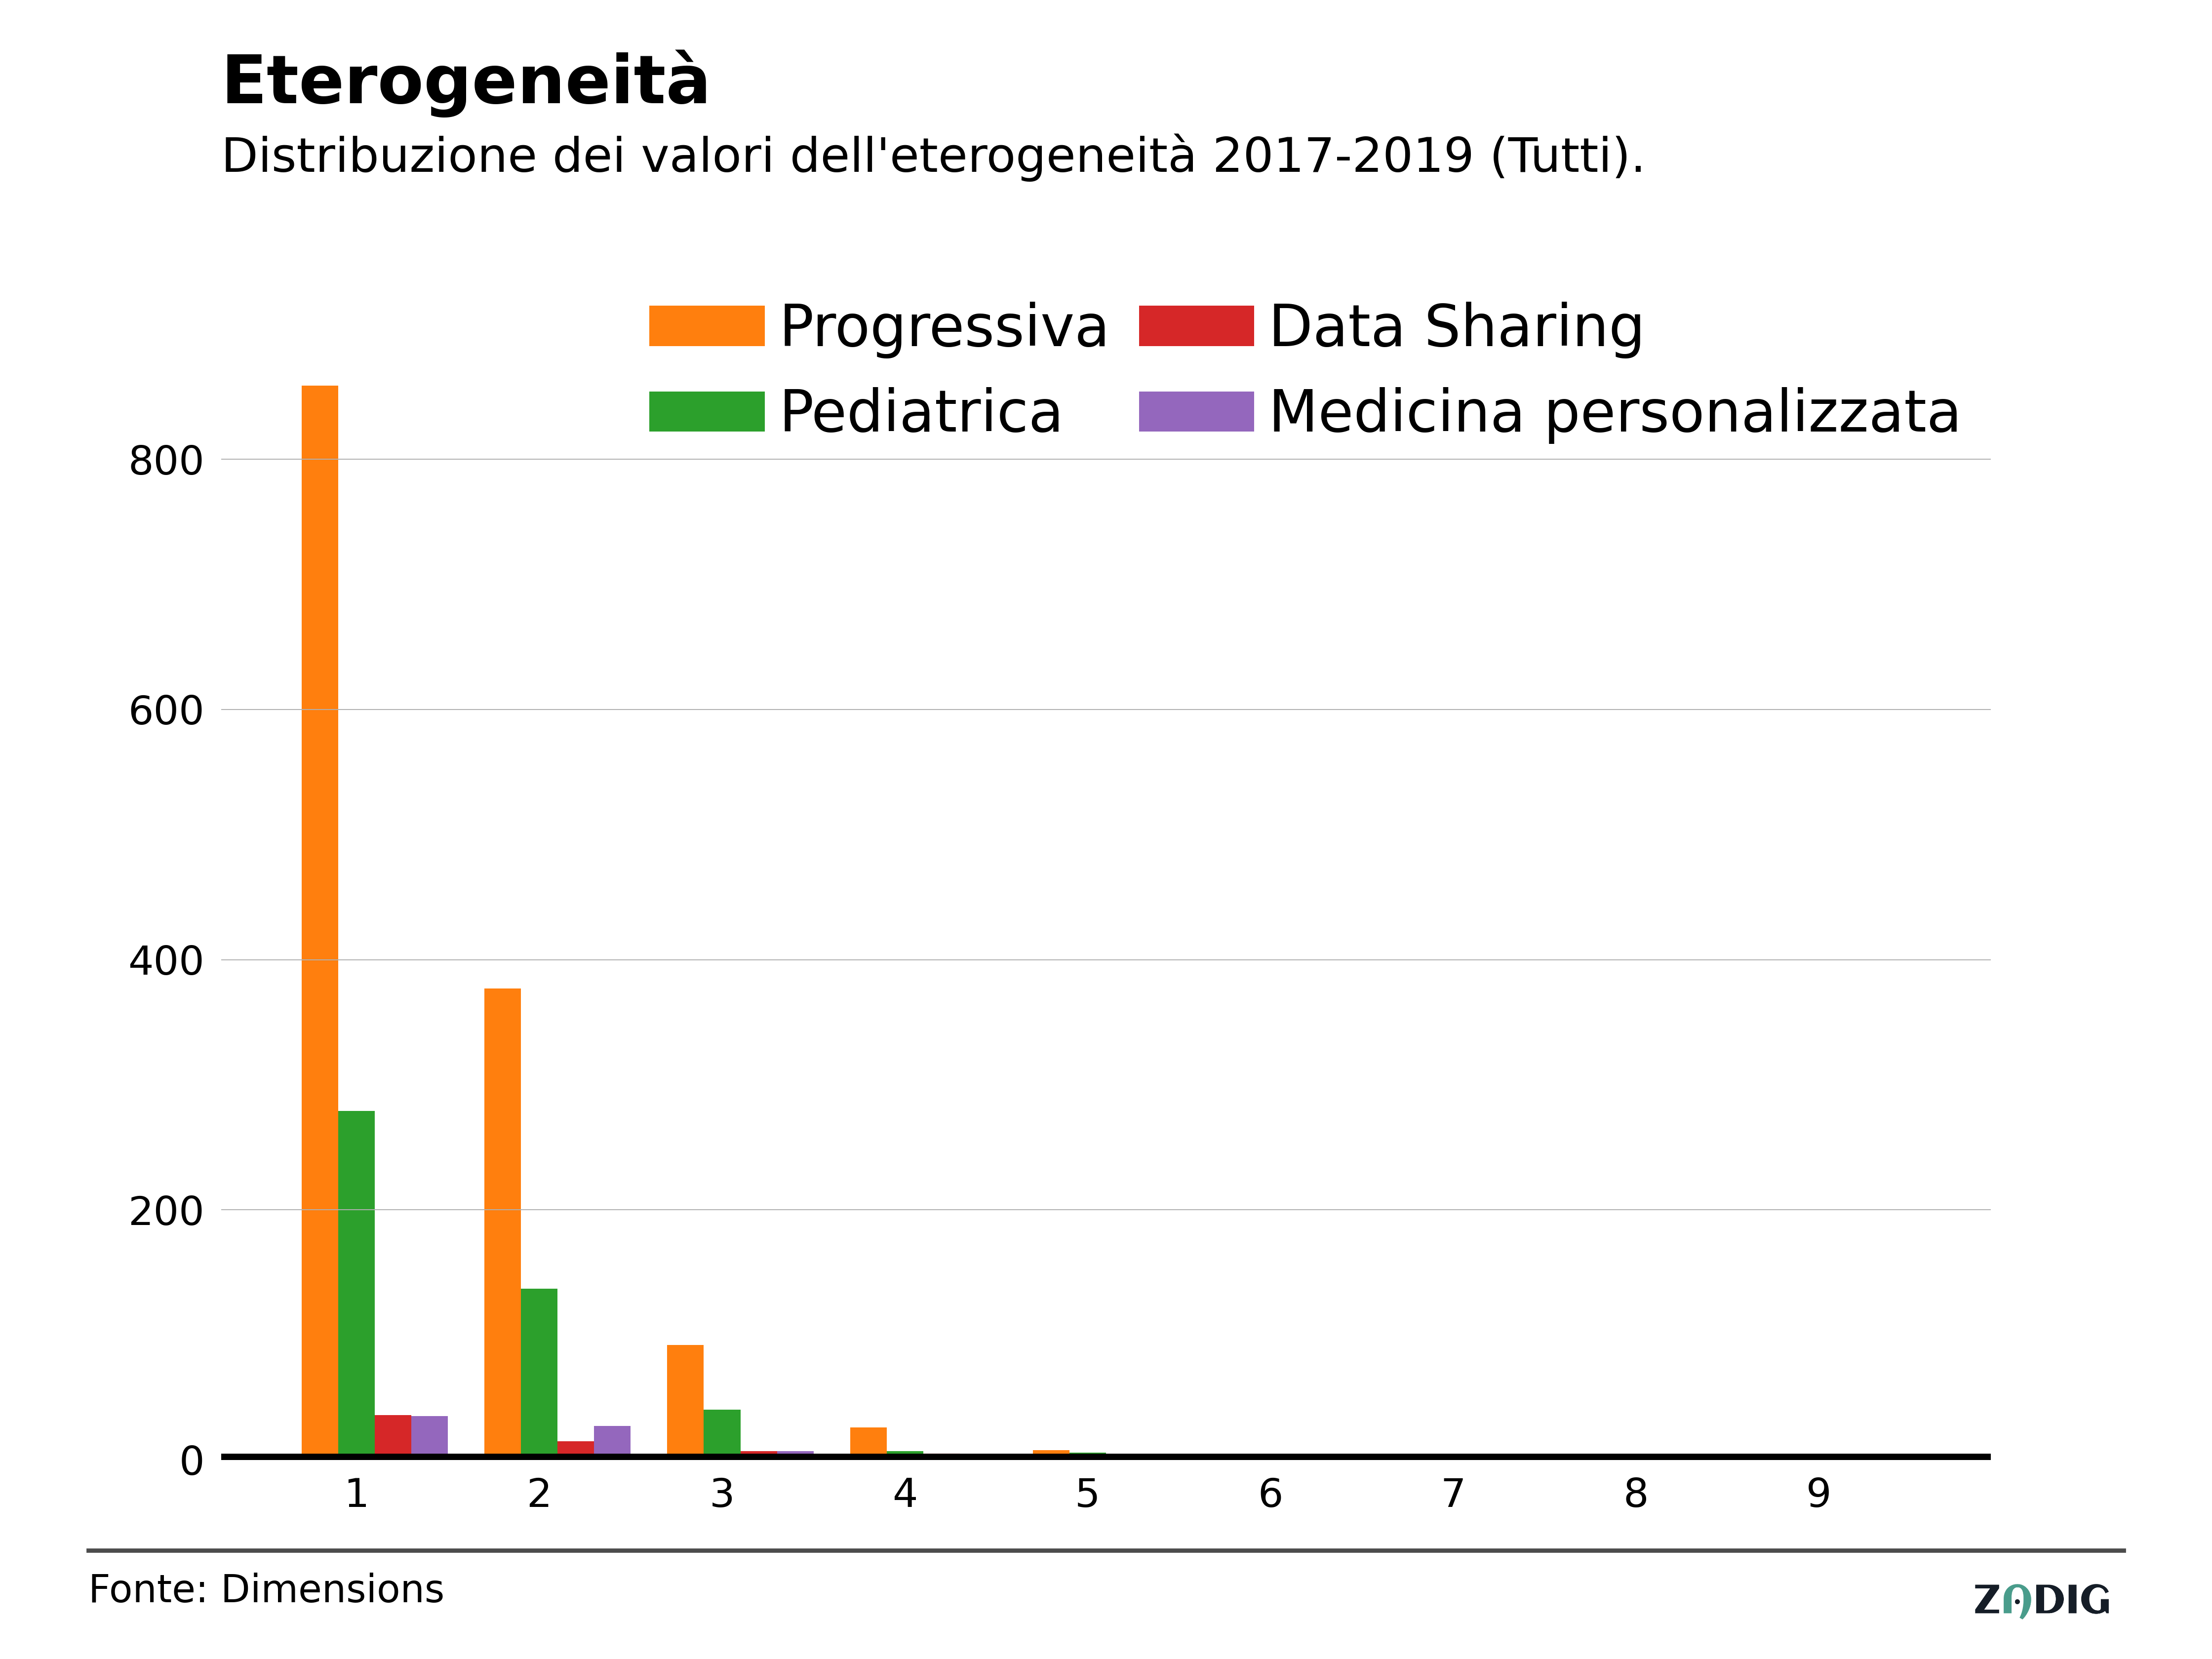 Eterogeneità
Distribuzione dei valori dell'eterogeneità 2017-2019 (Tutti).
Progressiva
Data Sharing
Pediatrica
Medicina personalizzata
800
600
400
200
0
1 2 3 4 5 6 7 8 9
Fonte: Dimensions
ZADIG